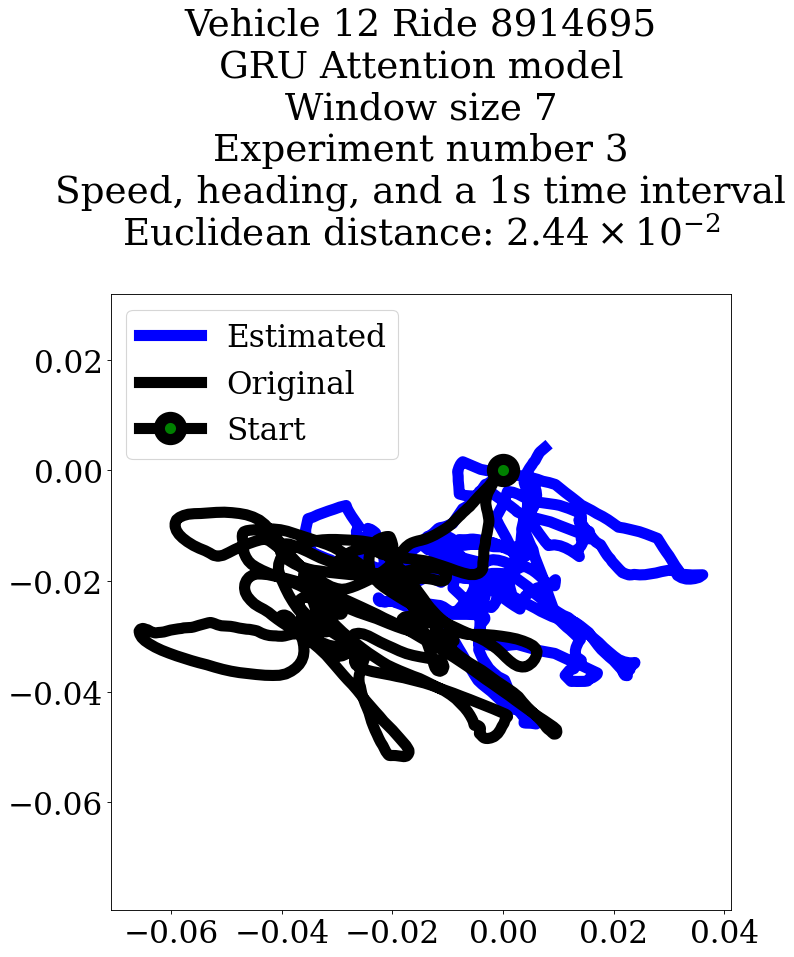 Vehicle 12 Ride 8914695
GRU Attention model
Window size 7
Experiment number 3
Speed, heading, and a 1s time interval
Euclidean distance: 2.44 × 10⁻²
Estimated
Original
Start
0.02
0.00
−0.02
−0.04
−0.06
−0.06 −0.04 −0.02 0.00 0.02 0.04